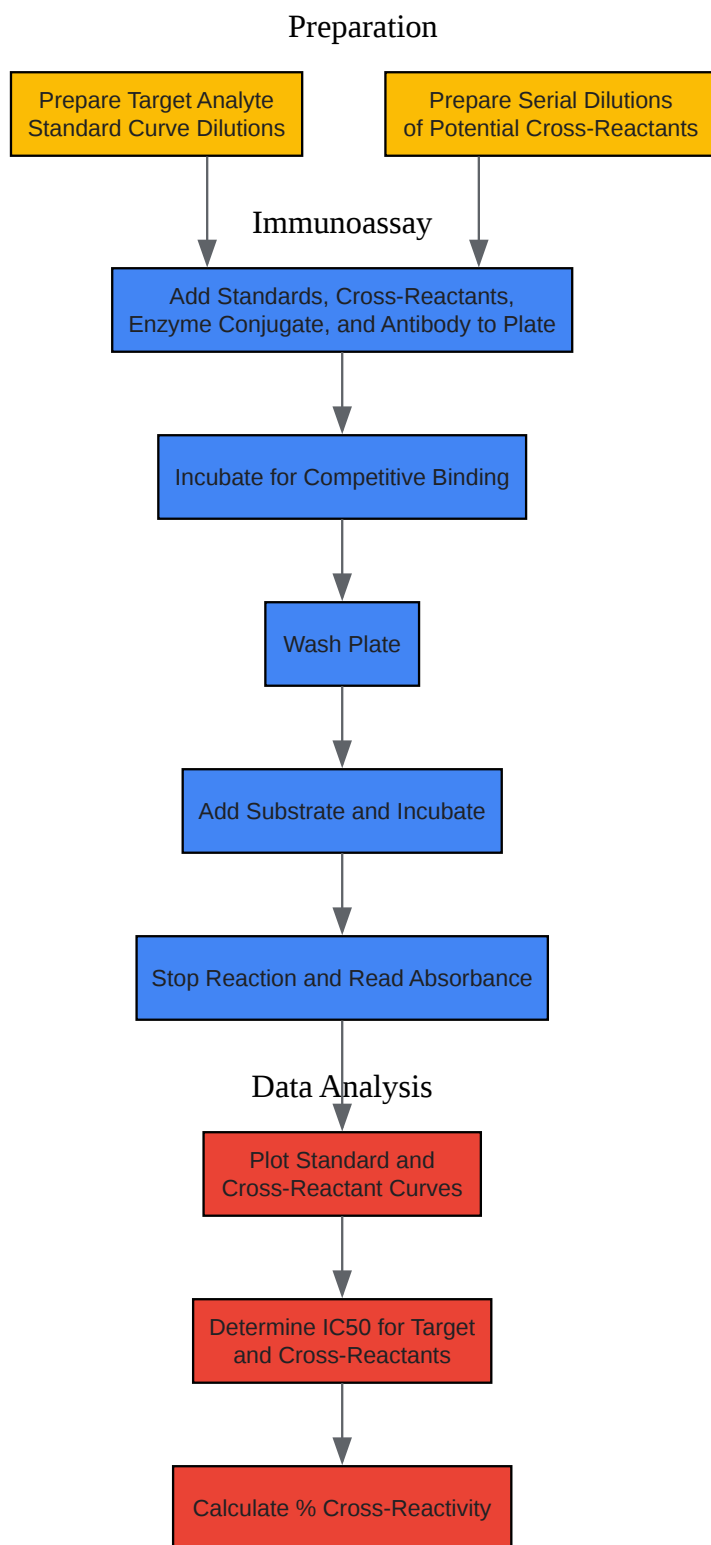 Preparation
Prepare Target Analyte
Standard Curve Dilutions
Prepare Serial Dilutions
of Potential Cross-Reactants
Immunoassay
Add Standards, Cross-Reactants,
Enzyme Conjugate, and Antibody to Plate
Incubate for Competitive Binding
Wash Plate
Add Substrate and Incubate
Stop Reaction and Read Absorbance
Data Analysis
Plot Standard and
Cross-Reactant Curves
Determine IC50 for Target
and Cross-Reactants
Calculate % Cross-Reactivity